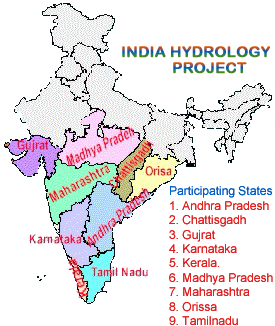 INDIA HYDROLOGY
PROJECT
Gujrat
Madhya Pradeh
Chattisgadh
Orisa
Maharashtra
Andhra Pradesh
Karnataka
Tamil Nadu
Kerala
Participating States
1. Andhra Pradesh
2. Chattisgadh
3. Gujrat
4. Karnataka
5. Kerala.
6. Madhya Pradesh
7. Maharashtra
8. Orissa
9. Tamilnadu